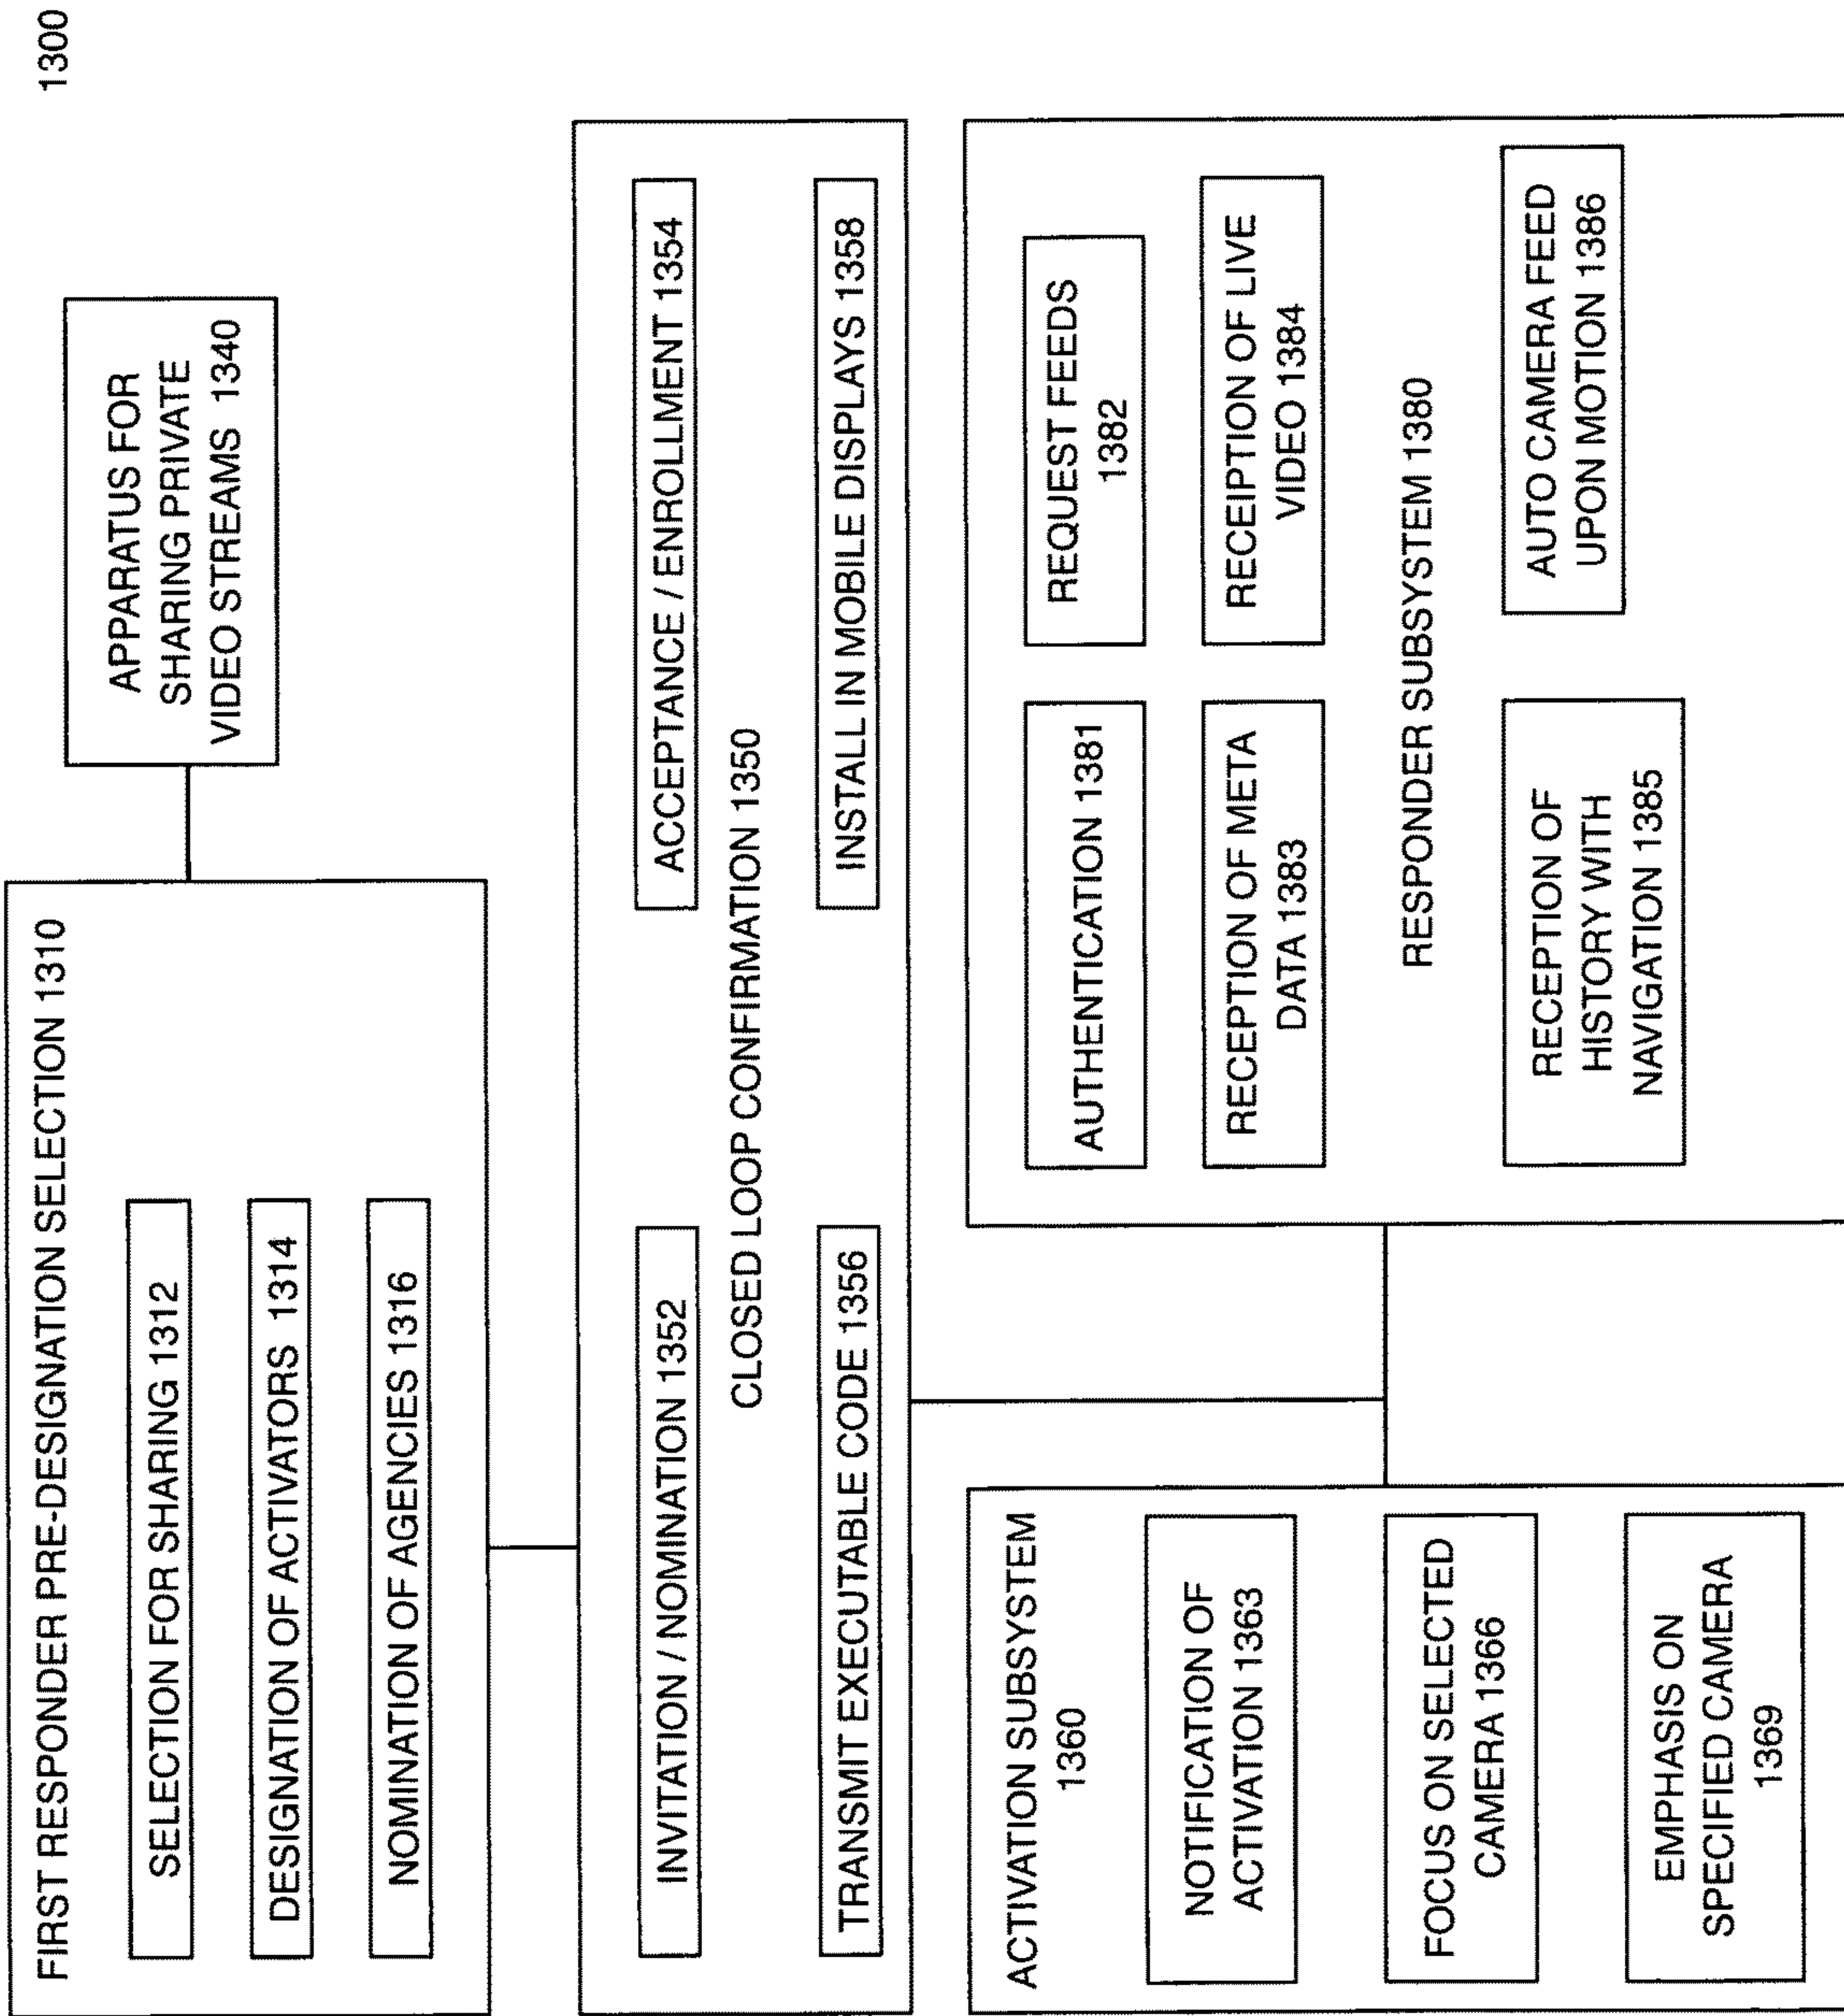 1300
FIRST RESPONDER PRE-DESIGNATION SELECTION 1310
SELECTION FOR SHARING 1312
DESIGNATION OF ACTIVATORS 1314
NOMINATION OF AGENCIES 1316
APPARATUS FOR
SHARING PRIVATE
VIDEO STREAMS 1340
INVITATION / NOMINATION 1352
ACCEPTANCE / ENROLLMENT 1354
CLOSED LOOP CONFIRMATION 1350
TRANSMIT EXECUTABLE CODE 1356
INSTALL IN MOBILE DISPLAYS 1358
ACTIVATION SUBSYSTEM
1360
NOTIFICATION OF
ACTIVATION 1363
FOCUS ON SELECTED
CAMERA 1366
EMPHASIS ON
SPECIFIED CAMERA
1369
AUTHENTICATION 1381
REQUEST FEEDS
1382
RECEPTION OF META
DATA 1383
RECEIPTION OF LIVE
VIDEO 1384
RESPONDER SUBSYSTEM 1380
RECEPTION OF
HISTORY WITH
NAVIGATION 1385
AUTO CAMERA FEED
UPON MOTION 1386